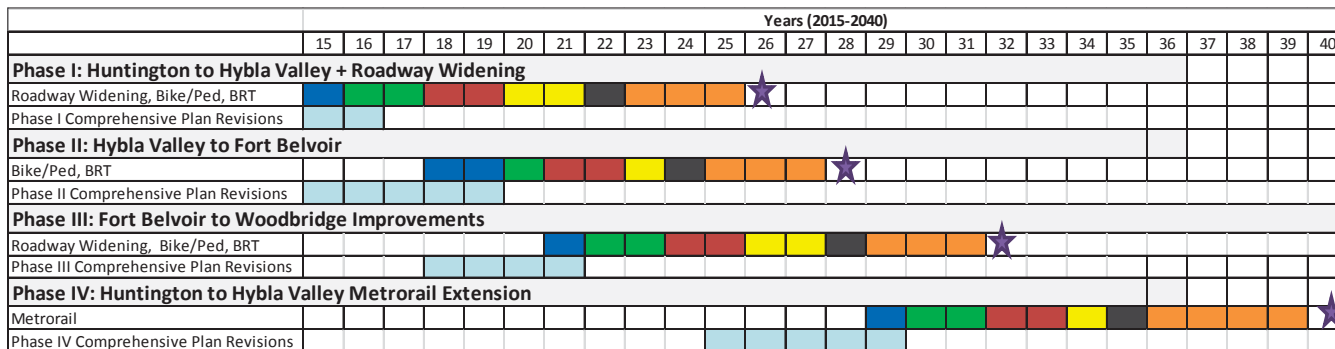 Years (2015-2040)
15 16 17 18 19 20 21 22 23 24 25 26 27 28 29 30 31 32 33 34 35 36 37 38 39 40
Phase I: Huntington to Hybla Valley + Roadway Widening
Roadway Widening, Bike/Ped, BRT
Phase I Comprehensive Plan Revisions
Phase II: Hybla Valley to Fort Belvoir
Bike/Ped, BRT
Phase II Comprehensive Plan Revisions
Phase III: Fort Belvoir to Woodbridge Improvements
Roadway Widening, Bike/Ped, BRT
Phase III Comprehensive Plan Revisions
Phase IV: Huntington to Hybla Valley Metrorail Extension
Metrorail
Phase IV Comprehensive Plan Revisions